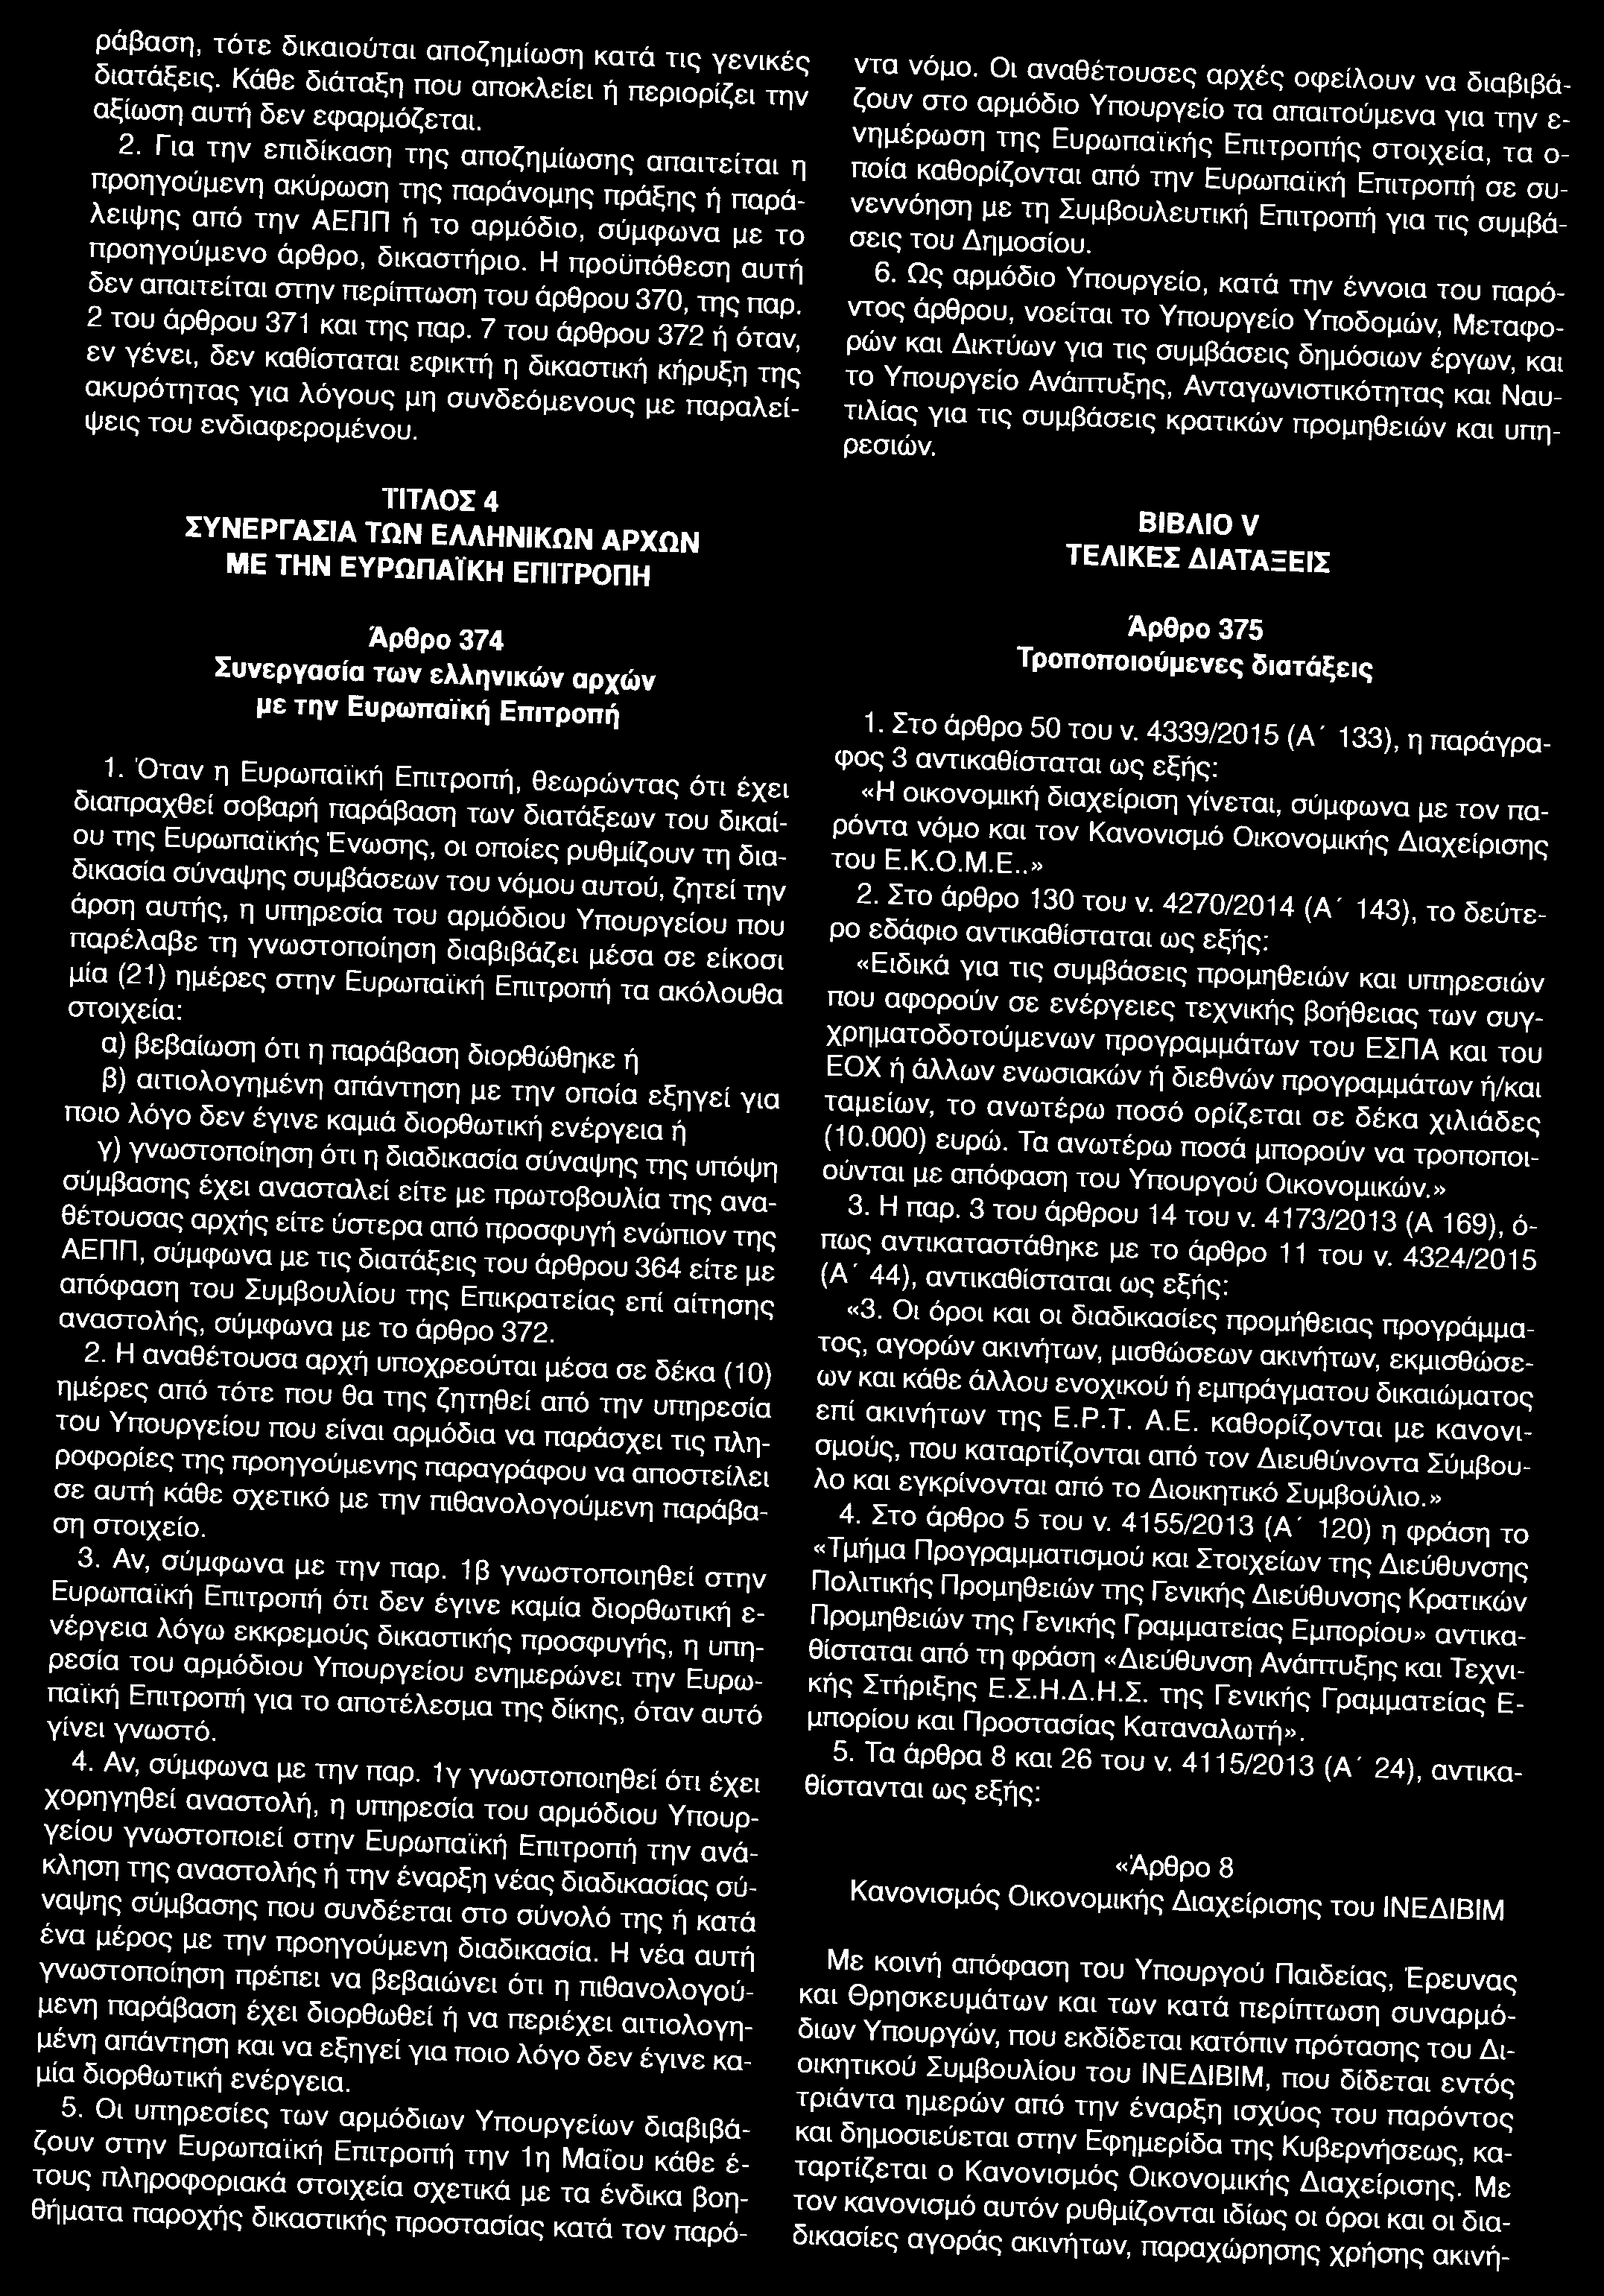 ράβαση, τότε δικαιούται αποζημίωση κατά τις γενικές
διατάξεις. Κάθε διάταξη που αποκλείει ή περιορίζει την
αξίωση αυτή δεν εφαρμόζεται.
2. Για την επιδίκαση της αποζημίωσης απαιτείται η
προηγούμενη ακύρωση της παράνομης πράξης ή παρά-
λειψης από την ΑΕΠΠ ή το αρμόδιο, σύμφωνα με το
προηγούμενο άρθρο, δικαστήριο. Η προϋπόθεση αυτή
δεν απαιτείται στην περίπτωση του άρθρου 370, της παρ.
2 του άρθρου 371 και της παρ. 7 του άρθρου 372 ή όταν,
εν γένει, δεν καθίσταται εφικτή η δικαστική κήρυξη της
ακυρότητας για λόγους μη συνδεόμενους με παραλεί-
ψεις του ενδιαφερομένου.
ΤΙΤΛΟΣ 4
ΣΥΝΕΡΓΑΣΙΑ ΤΩΝ ΕΛΛΗΝΙΚΩΝ ΑΡΧΩΝ
ΜΕ ΤΗΝ ΕΥΡΩΠΑΪΚΗ ΕΠΙΤΡΟΠΗ
Άρθρο 374
Συνεργασία των ελληνικών αρχών
με την Ευρωπαϊκή Επιτροπή
1. Όταν η Ευρωπαϊκή Επιτροπή, θεωρώντας ότι έχει
διαπραχθεί σοβαρή παράβαση των διατάξεων του δικαί-
ου της Ευρωπαϊκής Ένωσης, οι οποίες ρυθμίζουν τη δια-
δικασία σύναψης συμβάσεων του νόμου αυτού, ζητεί την
άρση αυτής, η υπηρεσία του αρμόδιου Υπουργείου που
παρέλαβε τη γνωστοποίηση διαβιβάζει μέσα σε είκοσι
μία (21) ημέρες στην Ευρωπαϊκή Επιτροπή τα ακόλουθα
στοιχεία:
α) βεβαίωση ότι η παράβαση διορθώθηκε ή
β) αιτιολογημένη απάντηση με την οποία εξηγεί για
ποιο λόγο δεν έγινε καμιά διορθωτική ενέργεια ή
γ) γνωστοποίηση ότι η διαδικασία σύναψης της υπόψη
σύμβασης έχει ανασταλεί είτε με πρωτοβουλία της ανα-
θέτουσας αρχής είτε ύστερα από προσφυγή ενώπιον της
ΑΕΠΠ, σύμφωνα με τις διατάξεις του άρθρου 364 είτε με
απόφαση του Συμβουλίου της Επικρατείας επί αίτησης
αναστολής, σύμφωνα με το άρθρο 372.
2. Η αναθέτουσα αρχή υποχρεούται μέσα σε δέκα (10)
ημέρες από τότε που θα της ζητηθεί από την υπηρεσία
του Υπουργείου που είναι αρμόδια να παράσχει τις πλη-
ροφορίες της προηγούμενης παραγράφου να αποστείλει
σε αυτή κάθε σχετικό με την πιθανολογούμενη παράβα-
ση στοιχείο.
3. Αν, σύμφωνα με την παρ. 1β γνωστοποιηθεί στην
Ευρωπαϊκή Επιτροπή ότι δεν έγινε καμία διορθωτική ε-
νέργεια λόγω εκκρεμούς δικαστικής προσφυγής, η υπη-
ρεσία του αρμόδιου Υπουργείου ενημερώνει την Ευρω-
παϊκή Επιτροπή για το αποτέλεσμα της δίκης, όταν αυτό
γίνει γνωστό.
4. Αν, σύμφωνα με την παρ. 1γ γνωστοποιηθεί ότι έχει
χορηγηθεί αναστολή, η υπηρεσία του αρμόδιου Υπουρ-
γείου γνωστοποιεί στην Ευρωπαϊκή Επιτροπή την ανά-
κληση της αναστολής ή την έναρξη νέας διαδικασίας σύ-
ναψης σύμβασης που συνδέεται στο σύνολό της ή κατά
ένα μέρος με την προηγούμενη διαδικασία. Η νέα αυτή
γνωστοποίηση πρέπει να βεβαιώνει ότι η πιθανολογού-
μενη παράβαση έχει διορθωθεί ή να περιέχει αιτιολογη-
μένη απάντηση και να εξηγεί για ποιο λόγο δεν έγινε κα-
μία διορθωτική ενέργεια.
5. Οι υπηρεσίες των αρμόδιων Υπουργείων διαβιβά-
ζουν στην Ευρωπαϊκή Επιτροπή την 1η Μαΐου κάθε έ-
τους πληροφοριακά στοιχεία σχετικά με τα ένδικα βοη-
θήματα παροχής δικαστικής προστασίας κατά τον παρό-
ντα νόμο. Οι αναθέτουσες αρχές οφείλουν να διαβιβά-
ζουν στο αρμόδιο Υπουργείο τα απαιτούμενα για την ε-
νημέρωση της Ευρωπαϊκής Επιτροπής στοιχεία, τα ο-
ποία καθορίζονται από την Ευρωπαϊκή Επιτροπή σε συ-
νεννόηση με τη Συμβουλευτική Επιτροπή για τις συμβά-
σεις του Δημοσίου.
6. Ως αρμόδιο Υπουργείο, κατά την έννοια του παρό-
ντος άρθρου, νοείται το Υπουργείο Υποδομών, Μεταφο-
ρών και Δικτύων για τις συμβάσεις δημόσιων έργων, και
το Υπουργείο Ανάπτυξης, Ανταγωνιστικότητας και Ναυ-
τιλίας για τις συμβάσεις κρατικών προμηθειών και υπη-
ρεσιών.
ΒΙΒΛΙΟ V
ΤΕΛΙΚΕΣ ΔΙΑΤΑΞΕΙΣ
Άρθρο 375
Τροποποιούμενες διατάξεις
1. Στο άρθρο 50 του ν. 4339/2015 (Α΄ 133), η παράγρα-
φος 3 αντικαθίσταται ως εξής:
«Η οικονομική διαχείριση γίνεται, σύμφωνα με τον πα-
ρόντα νόμο και τον Κανονισμό Οικονομικής Διαχείρισης
του Ε.Κ.Ο.Μ.Ε..»
2. Στο άρθρο 130 του ν. 4270/2014 (Α΄ 143), το δεύτε-
ρο εδάφιο αντικαθίσταται ως εξής:
«Ειδικά για τις συμβάσεις προμηθειών και υπηρεσιών
που αφορούν σε ενέργειες τεχνικής βοήθειας των συγ-
χρηματοδοτούμενων προγραμμάτων του ΕΣΠΑ και του
ΕΟΧ ή άλλων ενωσιακών ή διεθνών προγραμμάτων ή/και
ταμείων, το ανωτέρω ποσό ορίζεται σε δέκα χιλιάδες
(10.000) ευρώ. Τα ανωτέρω ποσά μπορούν να τροποποι-
ούνται με απόφαση του Υπουργού Οικονομικών.»
3. Η παρ. 3 του άρθρου 14 του ν. 4173/2013 (Α 169), ό-
πως αντικαταστάθηκε με το άρθρο 11 του ν. 4324/2015
(Α΄ 44), αντικαθίσταται ως εξής:
«3. Οι όροι και οι διαδικασίες προμήθειας προγράμμα-
τος, αγορών ακινήτων, μισθώσεων ακινήτων, εκμισθώσε-
ων και κάθε άλλου ενοχικού ή εμπράγματου δικαιώματος
επί ακινήτων της Ε.Ρ.Τ. Α.Ε. καθορίζονται με κανονι-
σμούς, που καταρτίζονται από τον Διευθύνοντα Σύμβου-
λο και εγκρίνονται από το Διοικητικό Συμβούλιο.»
4. Στο άρθρο 5 του ν. 4155/2013 (Α΄ 120) η φράση το
«Τμήμα Προγραμματισμού και Στοιχείων της Διεύθυνσης
Πολιτικής Προμηθειών της Γενικής Διεύθυνσης Κρατικών
Προμηθειών της Γενικής Γραμματείας Εμπορίου» αντικα-
θίσταται από τη φράση «Διεύθυνση Ανάπτυξης και Τεχνι-
κής Στήριξης Ε.Σ.Η.Δ.Η.Σ. της Γενικής Γραμματείας Ε-
μπορίου και Προστασίας Καταναλωτή».
5. Τα άρθρα 8 και 26 του ν. 4115/2013 (Α΄ 24), αντικα-
θίστανται ως εξής:
«Άρθρο 8
Κανονισμός Οικονομικής Διαχείρισης του ΙΝΕΔΙΒΙΜ
Με κοινή απόφαση του Υπουργού Παιδείας, Έρευνας
και Θρησκευμάτων και των κατά περίπτωση συναρμό-
διων Υπουργών, που εκδίδεται κατόπιν πρότασης του Δι-
οικητικού Συμβουλίου του ΙΝΕΔΙΒΙΜ, που δίδεται εντός
τριάντα ημερών από την έναρξη ισχύος του παρόντος
και δημοσιεύεται στην Εφημερίδα της Κυβερνήσεως, κα-
ταρτίζεται ο Κανονισμός Οικονομικής Διαχείρισης. Με
τον κανονισμό αυτόν ρυθμίζονται ιδίως οι όροι και οι δια-
δικασίες αγοράς ακινήτων, παραχώρησης χρήσης ακινή-